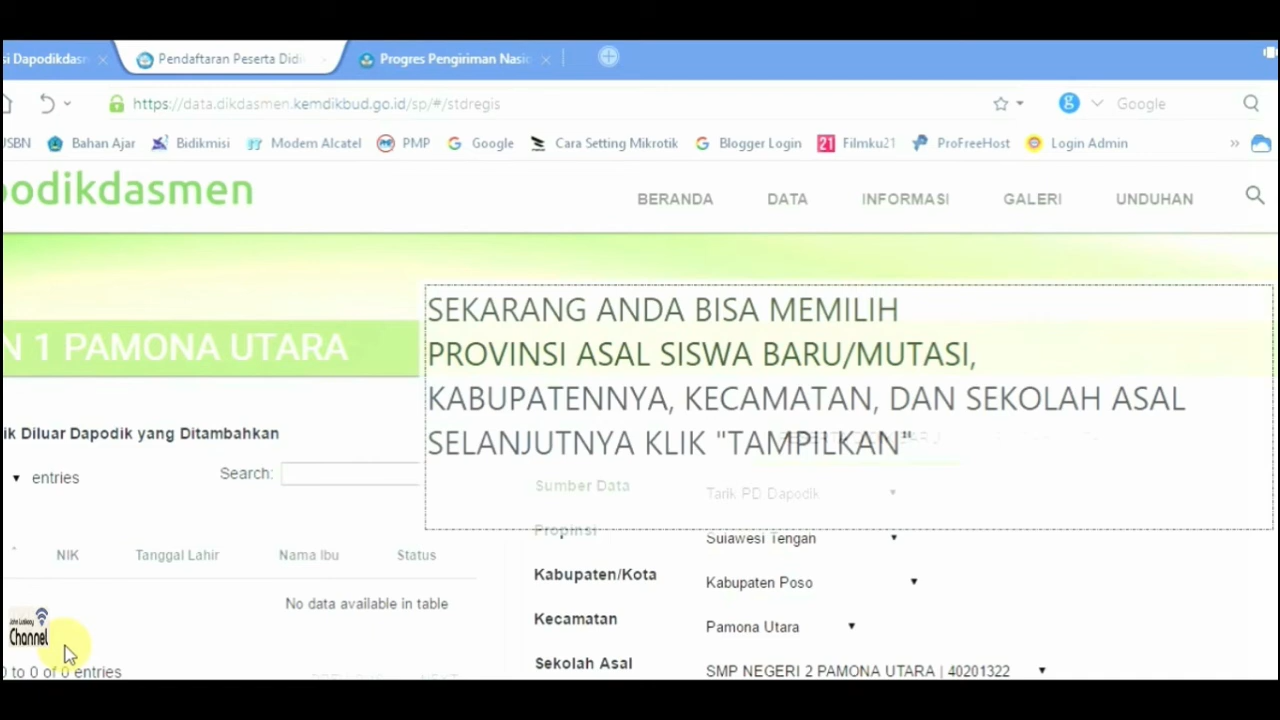 si Dapodikdasn
Pendaftaran Peserta Didi
Progres Pengiriman Nasi
https://data.dikdasmen.kemdikbud.go.id/sp/#/stdregis
Google
USBN
Bahan Ajar
Bidikmisi
Modem Alcatel
PMP
Google
Cara Setting Mikrotik
Blogger Login
21 Filmku21
ProFreeHost
Login Admin
podikdasmen
BERANDA
DATA
INFORMASI
GALERI
UNDUHAN
N 1 PAMONA UTARA
SEKARANG ANDA BISA MEMILIH
PROVINSI ASAL SISWA BARU/MUTASI,
KABUPATENNYA, KECAMATAN, DAN SEKOLAH ASAL
SELANJUTNYA KLIK "TAMPILKAN"
ik Diluar Dapodik yang Ditambahkan
entries
Search:
NIK
Tanggal Lahir
Nama Ibu
Status
No data available in table
0 to 0 of 0 entries
Sumber Data
Tarik PD Dapodik
Propinsi
Sulawesi Tengah
Kabupaten/Kota
Kabupaten Poso
Kecamatan
Pamona Utara
Sekolah Asal
SMP NEGERI 2 PAMONA UTARA | 40201322
Channel